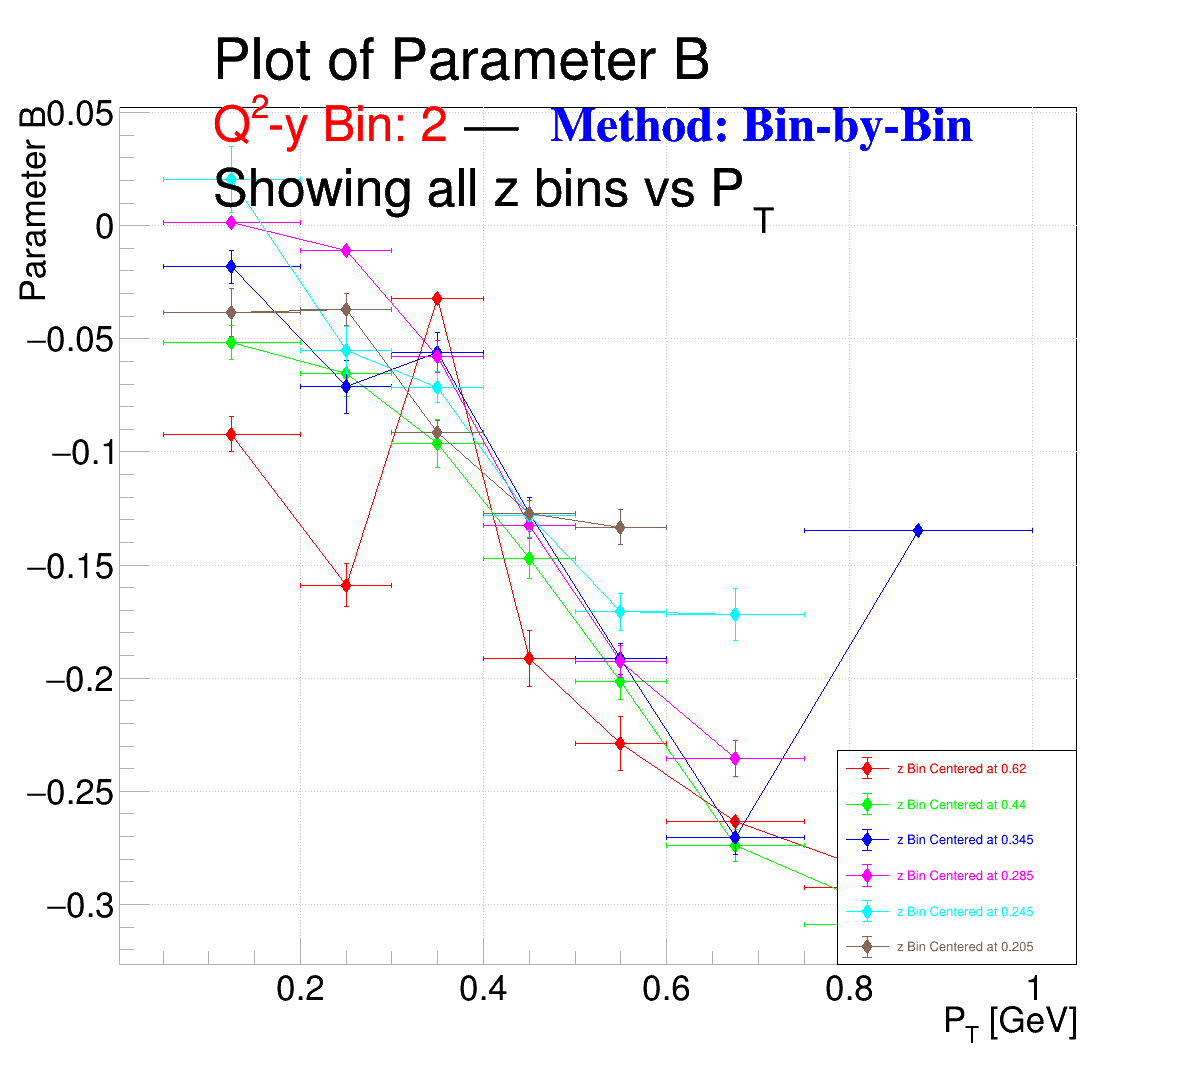 Plot of Parameter B
Q²-y Bin: 2 — Method: Bin-by-Bin
Showing all z bins vs P_T
Parameter B
0.05
0
−0.05
−0.1
−0.15
−0.2
−0.25
−0.3
z Bin Centered at 0.62
z Bin Centered at 0.44
z Bin Centered at 0.345
z Bin Centered at 0.285
z Bin Centered at 0.245
z Bin Centered at 0.205
0.2 0.4 0.6 0.8 1
P_T [GeV]